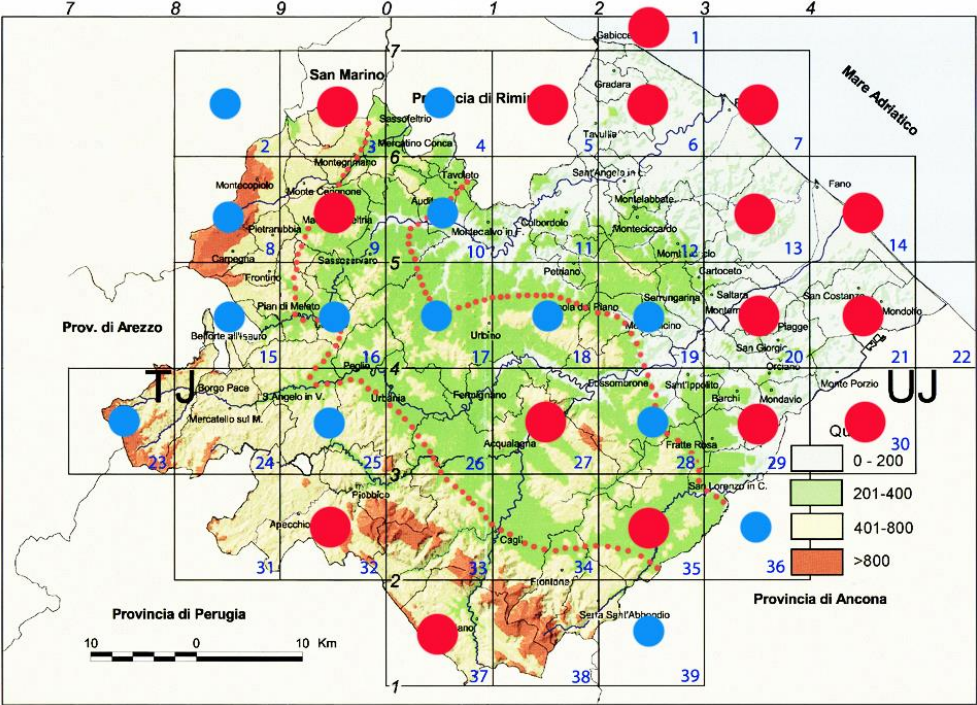 7 8 9 0 1 2 3 4
Gabicce
1
7
San Marino
Gradara
Mare Adriatico
Provincia di Rimin
Sassofeltrio
Tavullia
Mercatino Conca
2 3 4 5 6 7
6
Montegrimano
Montecopiolo
Monte Cerignone
Tavoleto
Sant'Angelo in L.
Fano
Audi
Montelabbate
Pietrarubbia
Montecalvo in F.
Colbordolo
Monteciccardo
8 9 10 11 12 13 14
Carpegna
Sassocorvaro
5
Petriano
Cartoceto
Frontino
Pian di Meleto
Serrungarina
Saltara
San Costanzo
Mondolfo
Prov. di Arezzo
Belforte all'Isauro
Urbino
Piagge
San Giorgio
15 16 17 18 19 20 21 22
Peglio
4
Orciano
TJ
Borgo Pace
S.Angelo in V.
Urbania
Fermignano
Fossombrone
Sant'Ippolito
Barchi
Mondavio
Monte Porzio
UJ
Mercatello sul M.
Acqualagna
Fratte Rosa
Qu
30
23 24 25 26 27 28 29
3
0 - 200
San Lorenzo in C.
Piobbico
201-400
Apecchio
Cagli
401-800
31 32 33 34 35 36
>800
2
Frontone
Provincia di Perugia
Serra Sant'Abbondio
Provincia di Ancona
10 0 10 Km
37 38 39
1